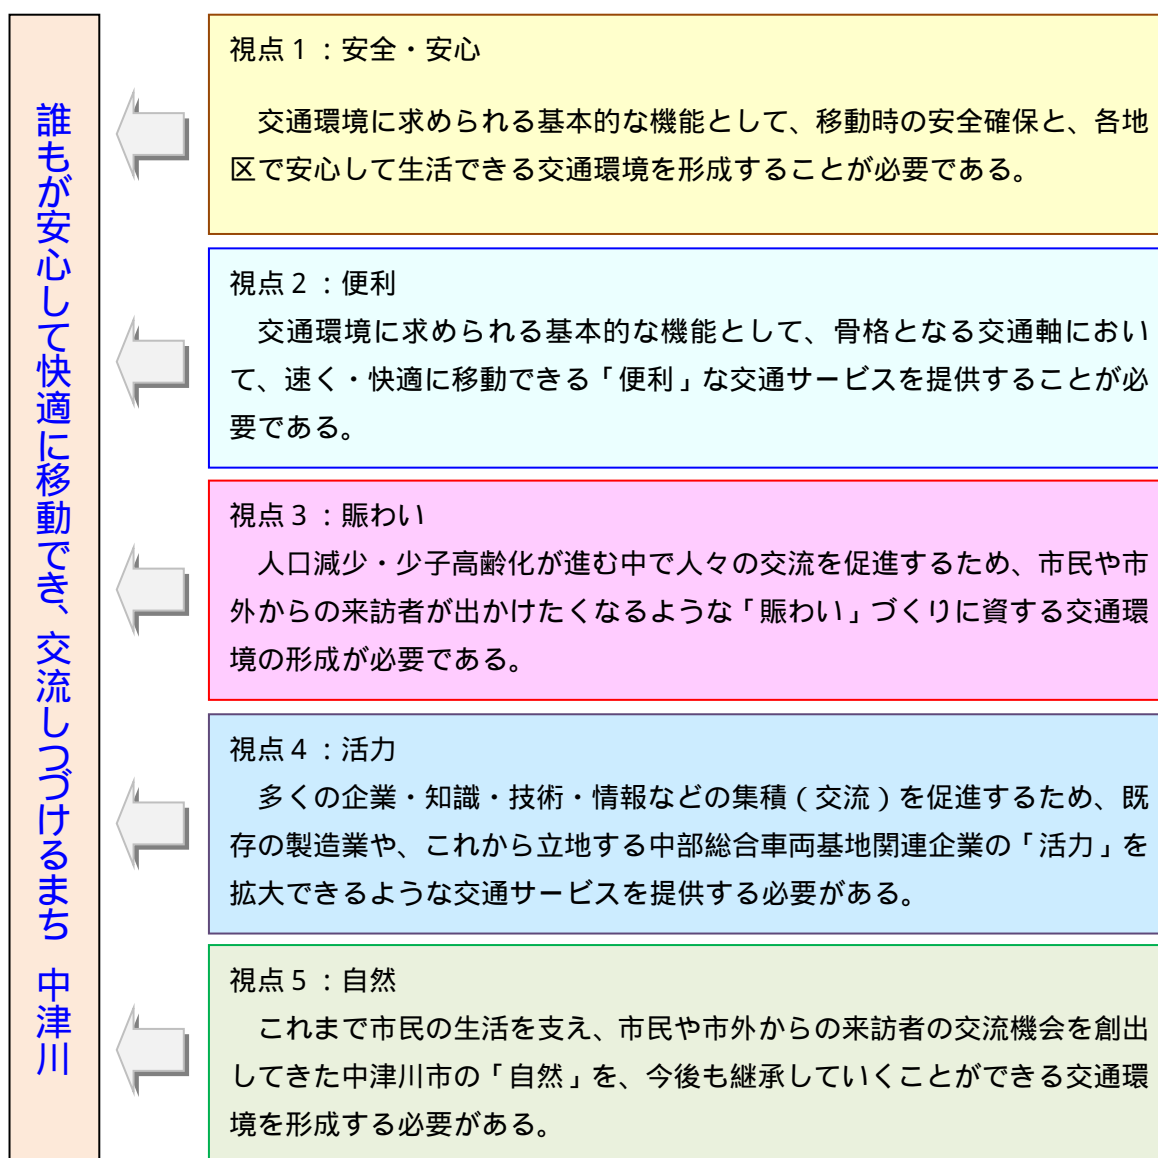 誰もが安心して快適に移動でき、交流しつづけるまち 中津川
視点１：安全・安心
交通環境に求められる基本的な機能として、移動時の安全確保と、各地
区で安心して生活できる交通環境を形成することが必要である。
視点２：便利
交通環境に求められる基本的な機能として、骨格となる交通軸におい
て、速く・快適に移動できる「便利」な交通サービスを提供することが必
要である。
視点３：賑わい
人口減少・少子高齢化が進む中で人々の交流を促進するため、市民や市
外からの来訪者が出かけたくなるような「賑わい」づくりに資する交通環
境の形成が必要である。
視点４：活力
多くの企業・知識・技術・情報などの集積（交流）を促進するため、既
存の製造業や、これから立地する中部総合車両基地関連企業の「活力」を
拡大できるような交通サービスを提供する必要がある。
視点５：自然
これまで市民の生活を支え、市民や市外からの来訪者の交流機会を創出
してきた中津川市の「自然」を、今後も継承していくことができる交通環
境を形成する必要がある。